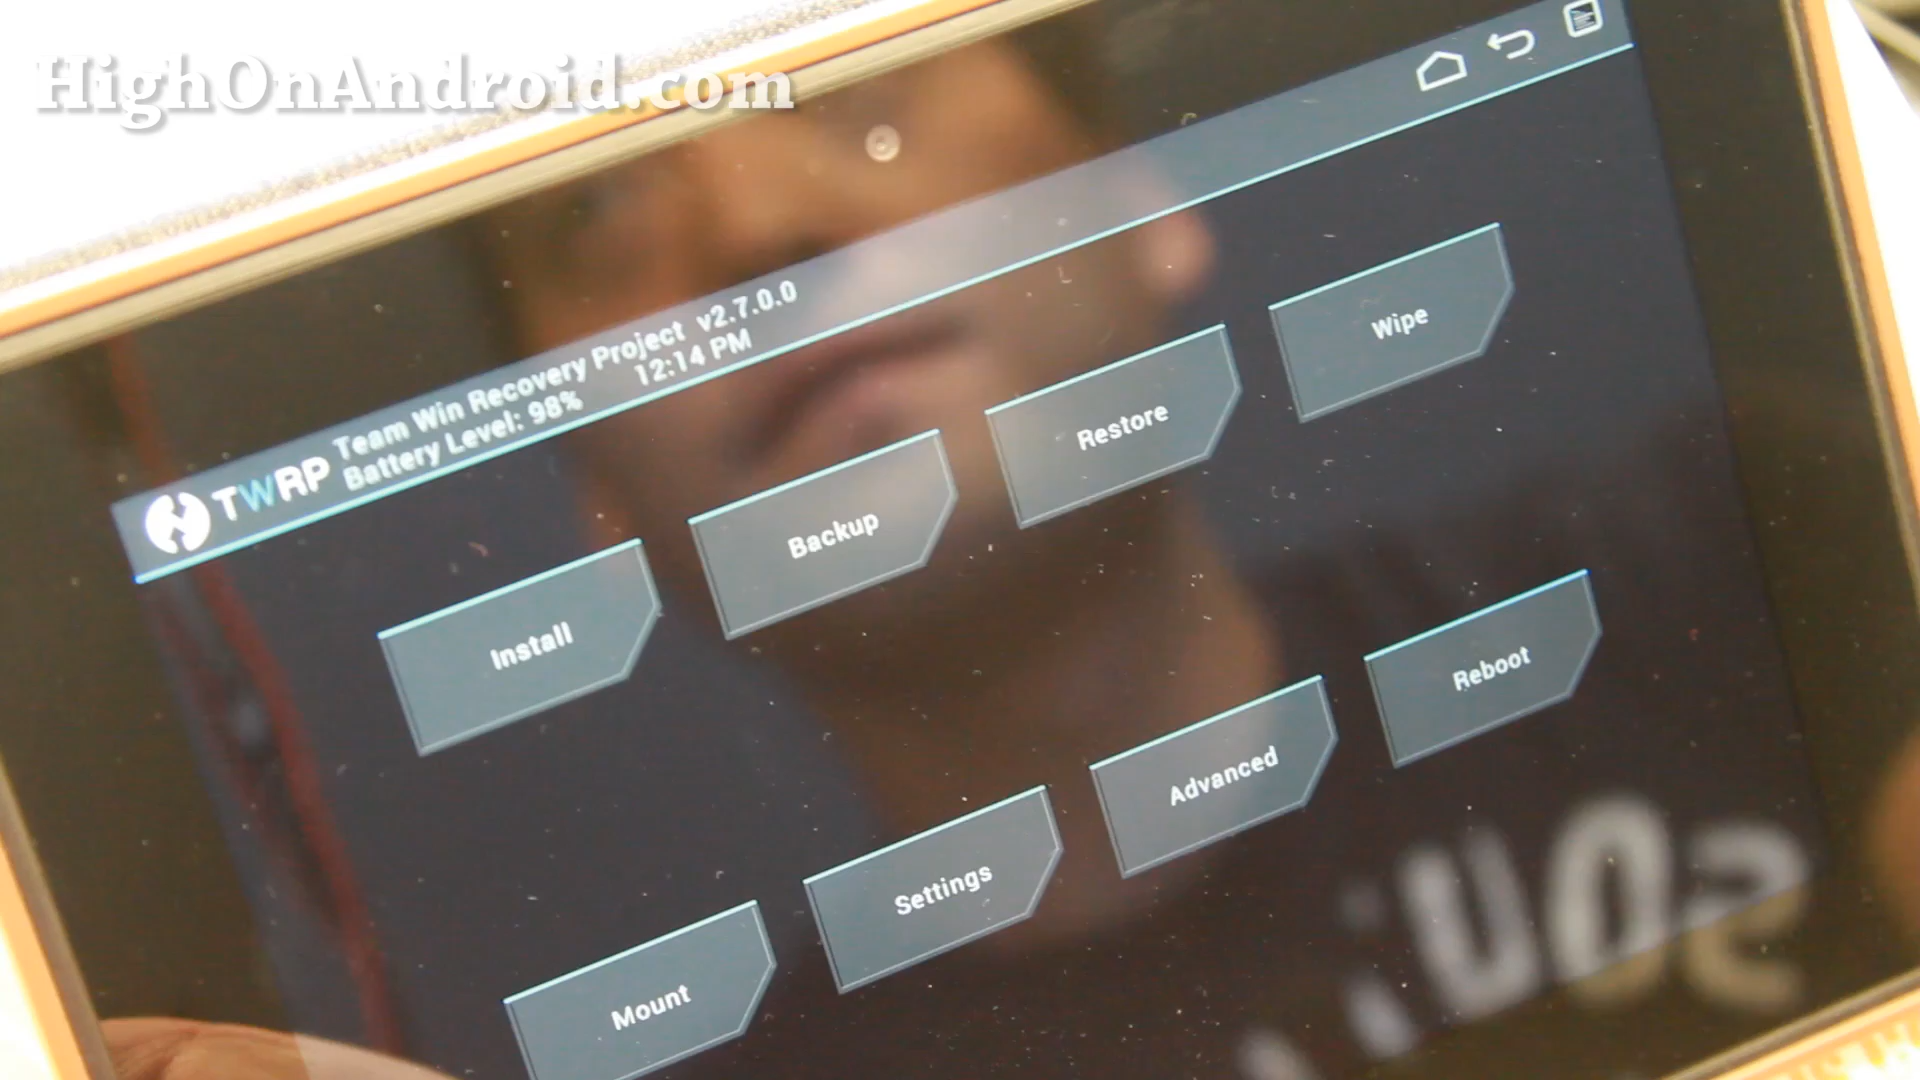 HighOnAndroid.com
TWRP
Team Win Recovery Project v2.7.0.0
Battery Level: 98% 12:14 PM
Install
Backup
Restore
Wipe
Mount
Settings
Advanced
Reboot